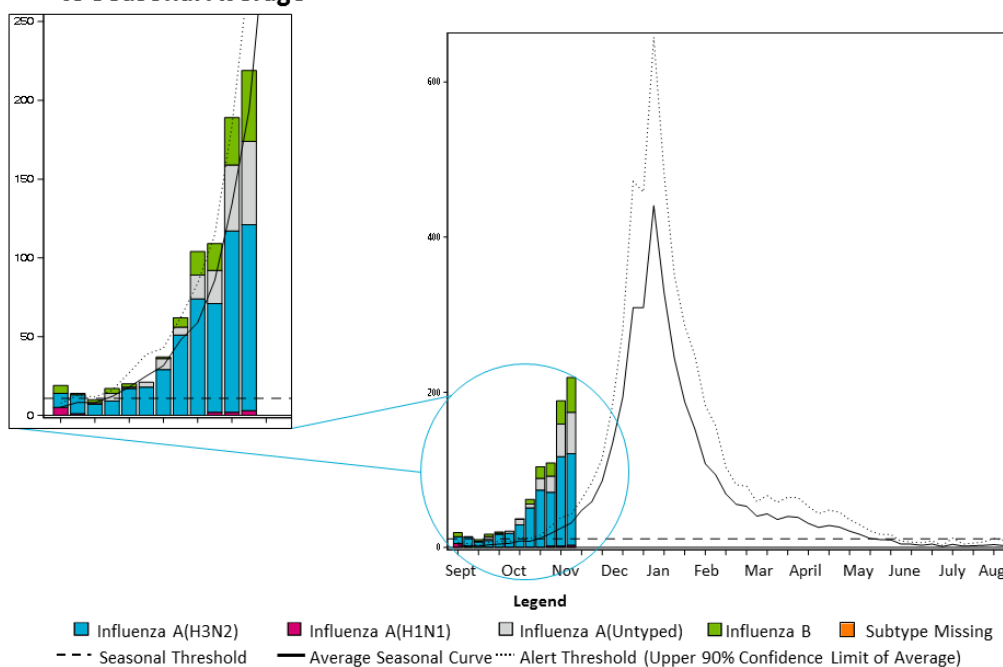 250
200
150
100
50
0
600
400
200
0
Sept Oct Nov Dec Jan Feb Mar April May June July Aug
Legend
Influenza A(H3N2) Influenza A(H1N1) Influenza A(Untyped) Influenza B Subtype Missing
Seasonal Threshold Average Seasonal Curve Alert Threshold (Upper 90% Confidence Limit of Average)